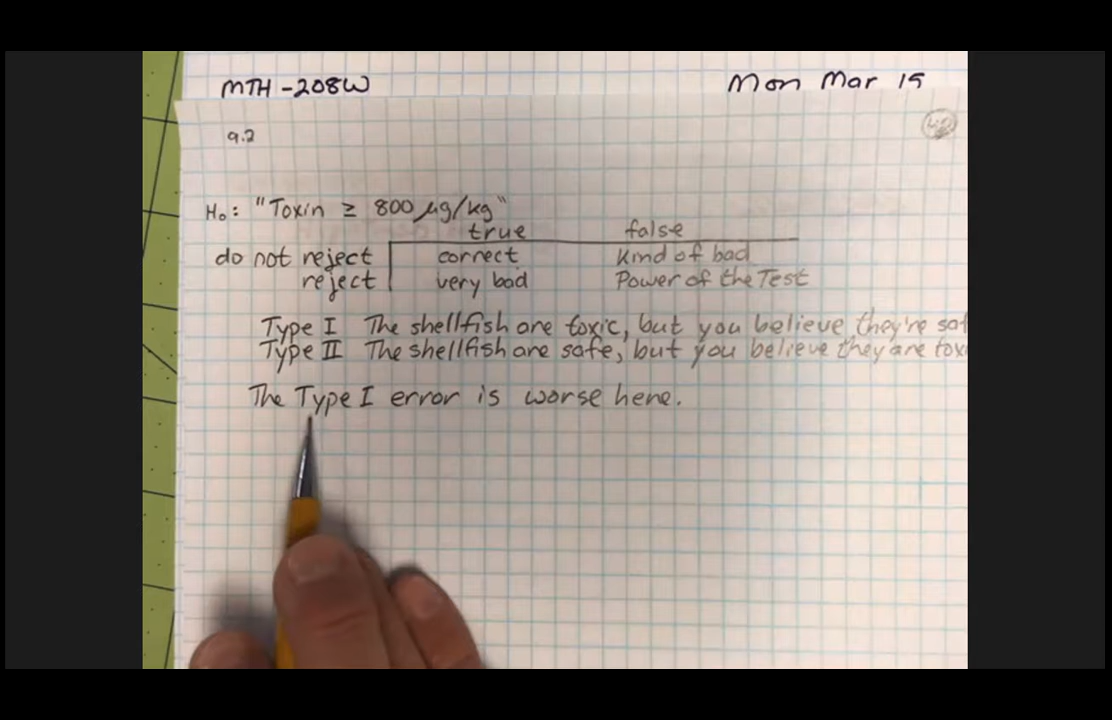 MTH-208W Mon Mar 15
9.2
H₀: "Toxin ≥ 800 µg/kg"
true false
do not reject correct Kind of bad
reject very bad Power of the Test
Type I The shellfish are toxic, but you believe they're saf
Type II The shellfish are safe, but you believe they are toxi
The Type I error is worse here.